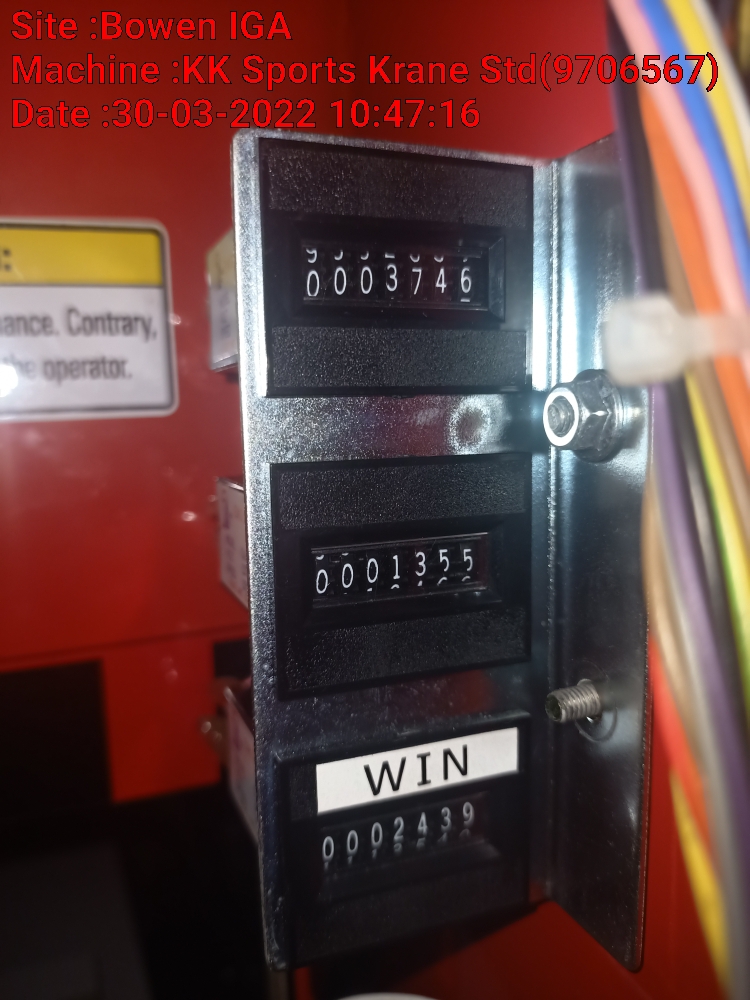 Site :Bowen IGA
Machine :KK Sports Krane Std(9706567)
Date :30-03-2022 10:47:16
ance. Contrary,
the operator.
0003746
0001355
WIN
0002439